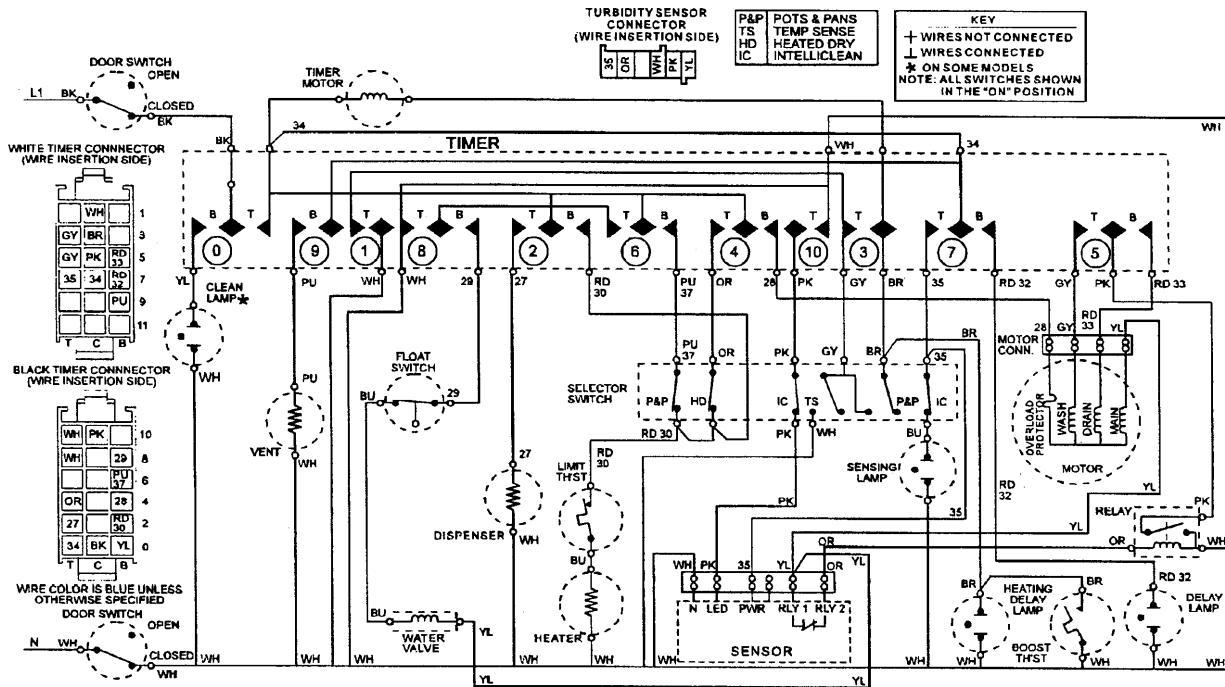 TURBIDITY SENSOR
CONNECTOR
(WIRE INSERTION SIDE)
35 OR WH PK YL
P&P POTS & PANS
TS TEMP SENSE
HD HEATED DRY
IC INTELLICLEAN
KEY
WIRES NOT CONNECTED
WIRES CONNECTED
* ON SOME MODELS
NOTE: ALL SWITCHES SHOWN
IN THE "ON" POSITION
DOOR SWITCH
OPEN
L1 BK
CLOSED
BK
TIMER
MOTOR
BK
34
TIMER
WH
34
WH
WHITE TIMER CONNNECTOR
(WIRE INSERTION SIDE)
WH 1
GY BR 3
GY PK RD 33 5
35 34 RD 32 7
PU 9
11
T C B
BLACK TIMER CONNNECTOR
(WIRE INSERTION SIDE)
WH PK 10
WH 29 8
PU 37 6
OR 28 4
27 RD 30 2
34 BK YL 0
T C B
WIRE COLOR IS BLUE UNLESS
OTHERWISE SPECIFIED
B T B T T B T B T B T B T T B T B T B
0 9 1 8 2 6 4 10 3 7 5
YL PU WH WH 29 27 RD 30 PU 37 OR 28 PK GY BR 35 RD 32 GY PK RD 33
CLEAN
LAMP*
WH
PU
VENT
WH
FLOAT
SWITCH
BU 29
BU
WATER
VALVE
YL
27
DISPENSER
WH
SELECTOR
SWITCH
PU
37
OR
PK
GY
BR
BR
35
P&P HD IC TS P&P IC
RD 30
RD
30
PK
WH
BU
LIMIT
TH'ST
BU
HEATER
SENSING
LAMP
PK
35
WH PK 35 YL OR
OR
YL
N LED PWR RLY 1 RLY 2
SENSOR
MOTOR
CONN.
28 GY RD 33 YL
OVERLOAD
PROTECTOR
WASH
DRAIN
MAIN
MOTOR
RD
32
YL
YL
RELAY
PK
OR
WH
BR
HEATING
DELAY
LAMP
BR
BOOST
TH'ST
RD 32
DELAY
LAMP
DOOR SWITCH
OPEN
N WH
CLOSED
WH
WH WH WH WH WH WH YL YL WH WH WH WH WH WH